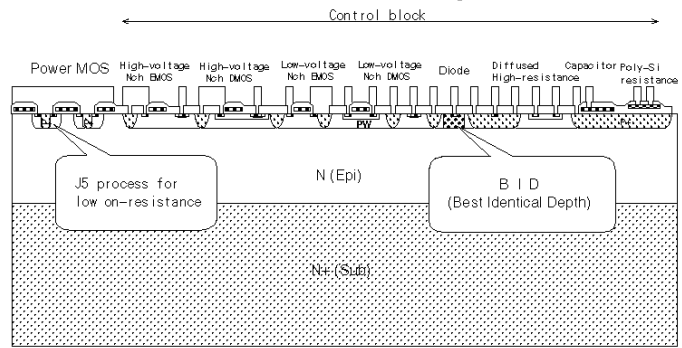 Control block
Power MOS
High-voltage
Nch EMOS
High-voltage
Nch DMOS
Low-voltage
Nch EMOS
Low-voltage
Nch DMOS
Diode
Diffused
High-resistance
Capacitor
Poly-Si
resistance
PW
J5 process for
low on-resistance
N (Epi)
B I D
(Best Identical Depth)
N+ (Sub)